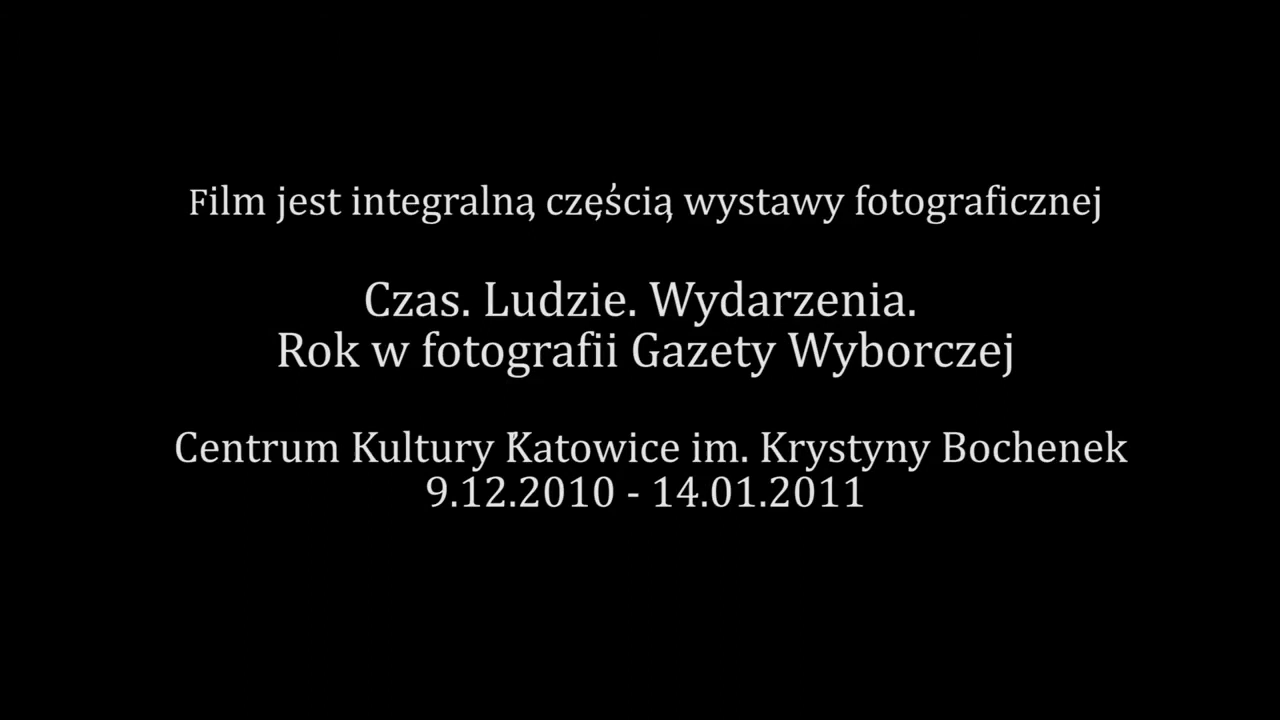 Film jest integralną częścią wystawy fotograficznej
Czas. Ludzie. Wydarzenia.
Rok w fotografii Gazety Wyborczej
Centrum Kultury Katowice im. Krystyny Bochenek
9.12.2010 - 14.01.2011